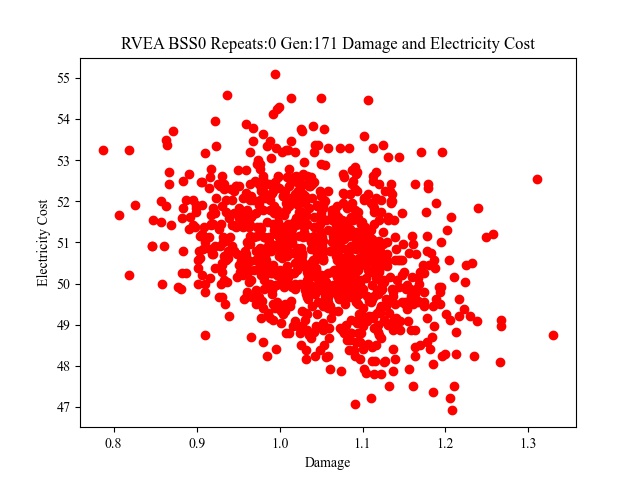 RVEA BSS0 Repeats:0 Gen:171 Damage and Electricity Cost
55
54
53
52
51
50
49
48
47
Electricity Cost
0.8 0.9 1.0 1.1 1.2 1.3
Damage